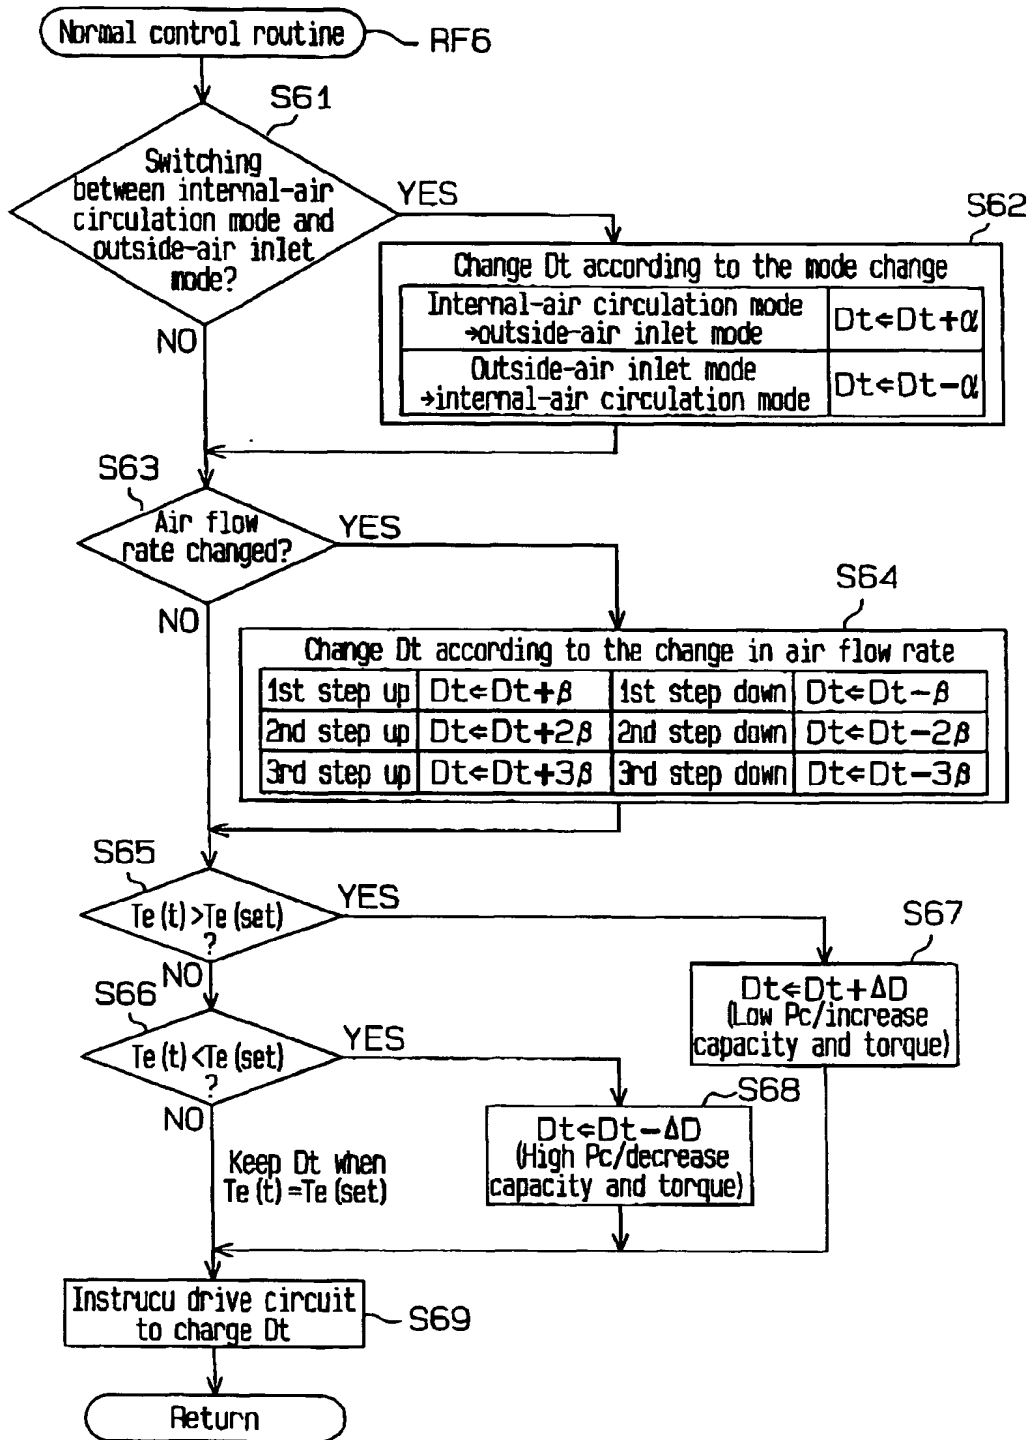 Normal control routine
RF6
S61
Switching
between internal-air
circulation mode and
outside-air inlet
mode?
YES
NO
S62
Change Dt according to the mode change
Internal-air circulation mode
→outside-air inlet mode
Dt⇐Dt+α
Outside-air inlet mode
→internal-air circulation mode
Dt⇐Dt-α
S63
Air flow
rate changed?
YES
NO
S64
Change Dt according to the change in air flow rate
1st step up Dt⇐Dt+β 1st step down Dt⇐Dt-β
2nd step up Dt⇐Dt+2β 2nd step down Dt⇐Dt-2β
3rd step up Dt⇐Dt+3β 3rd step down Dt⇐Dt-3β
S65
Te(t)>Te(set)
?
YES
NO
S67
Dt⇐Dt+ΔD
(Low Pc/increase
capacity and torque)
S66
Te(t)<Te(set)
?
YES
NO
S68
Dt⇐Dt-ΔD
(High Pc/decrease
capacity and torque)
Keep Dt when
Te(t)=Te(set)
Instrucu drive circuit
to charge Dt
S69
Return